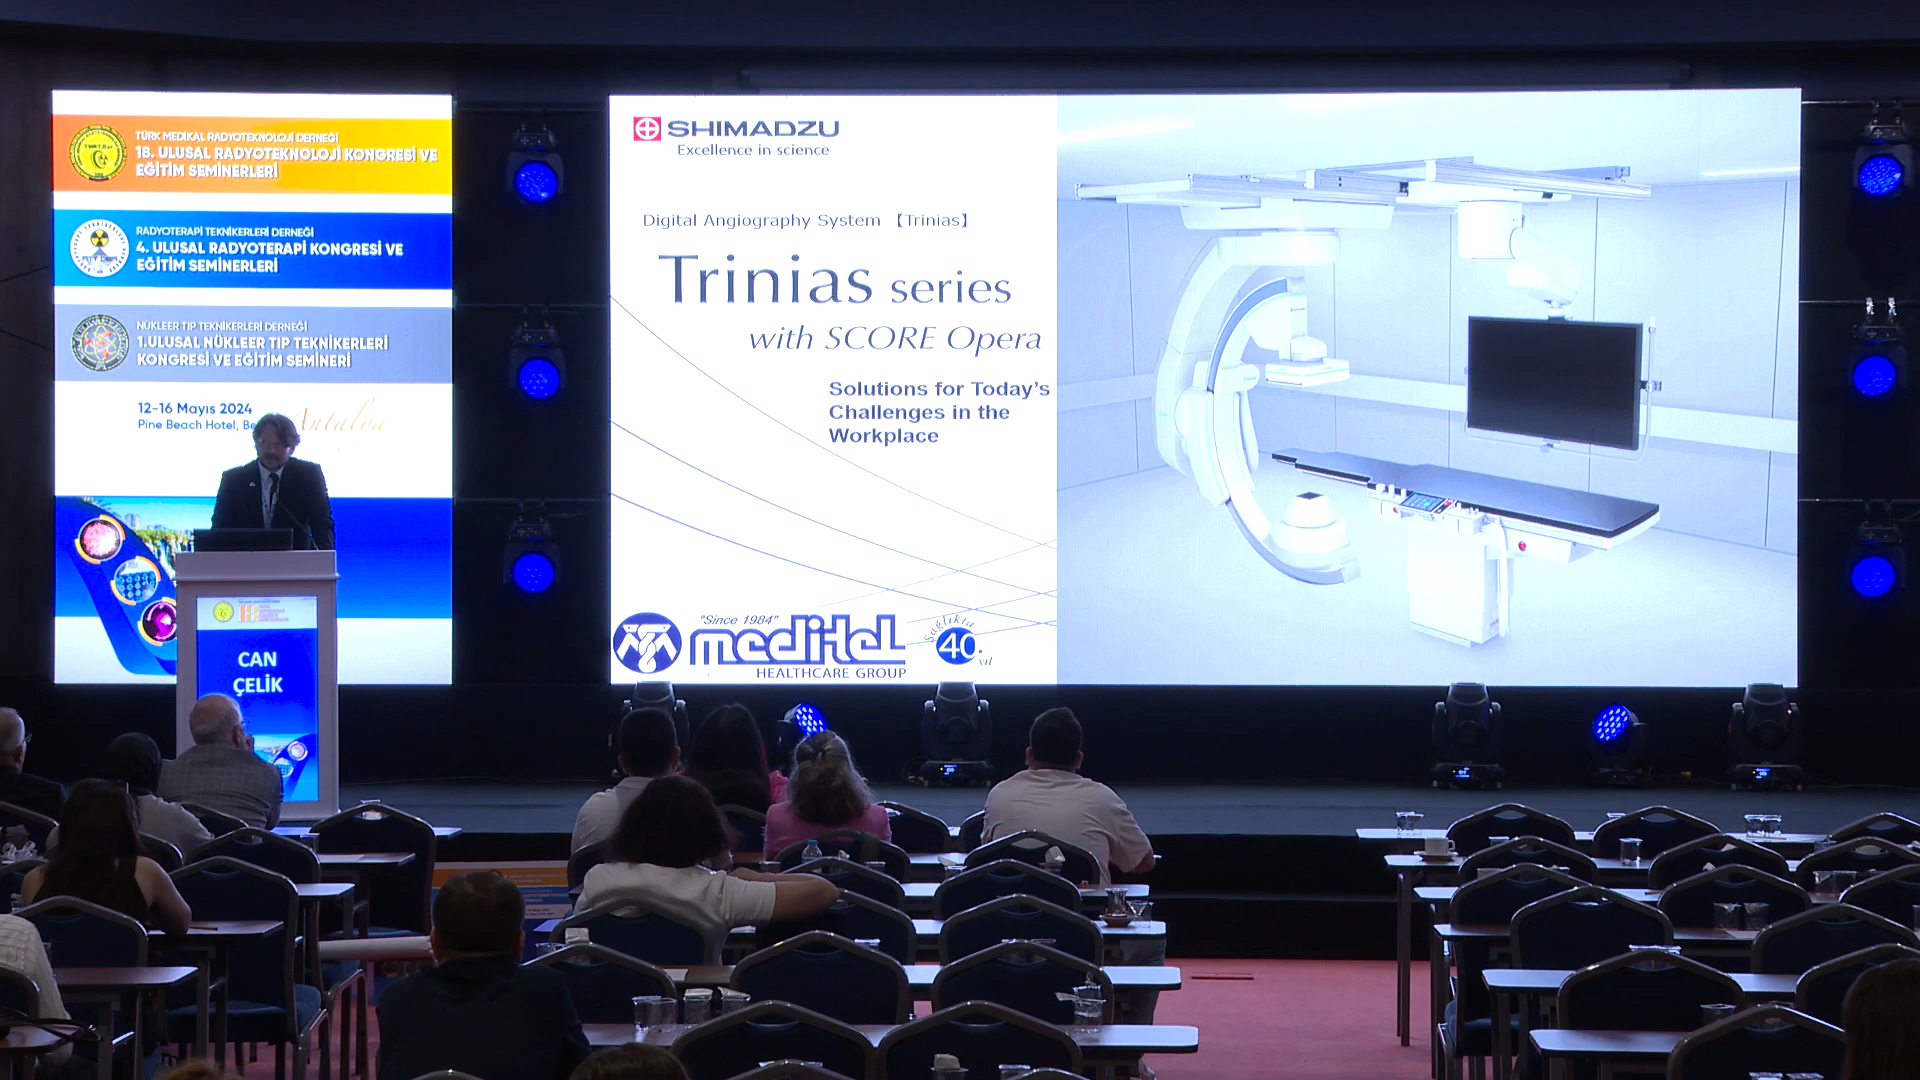 TÜRK MEDİKAL RADYOTEKNOLOJİ DERNEĞİ
18. ULUSAL RADYOTEKNOLOJİ KONGRESİ VE
EĞİTİM SEMİNERLERİ
RADYOTERAPİ TEKNİKERLERİ DERNEĞİ
4. ULUSAL RADYOTERAPİ KONGRESİ VE
EĞİTİM SEMİNERLERİ
NÜKLEER TIP TEKNİKERLERİ DERNEĞİ
1.ULUSAL NÜKLEER TIP TEKNİKERLERİ
KONGRESİ VE EĞİTİM SEMİNERİ
12-16 Mayıs 2024
Pine Beach Hotel, Be
Antalya
CAN
ÇELİK
SHIMADZU
Excellence in science
Digital Angiography System 【Trinias】
Trinias series
with SCORE Opera
Solutions for Today's
Challenges in the
Workplace
"Since 1984"
meditel
HEALTHCARE GROUP
Sağlıkta
40.
yıl